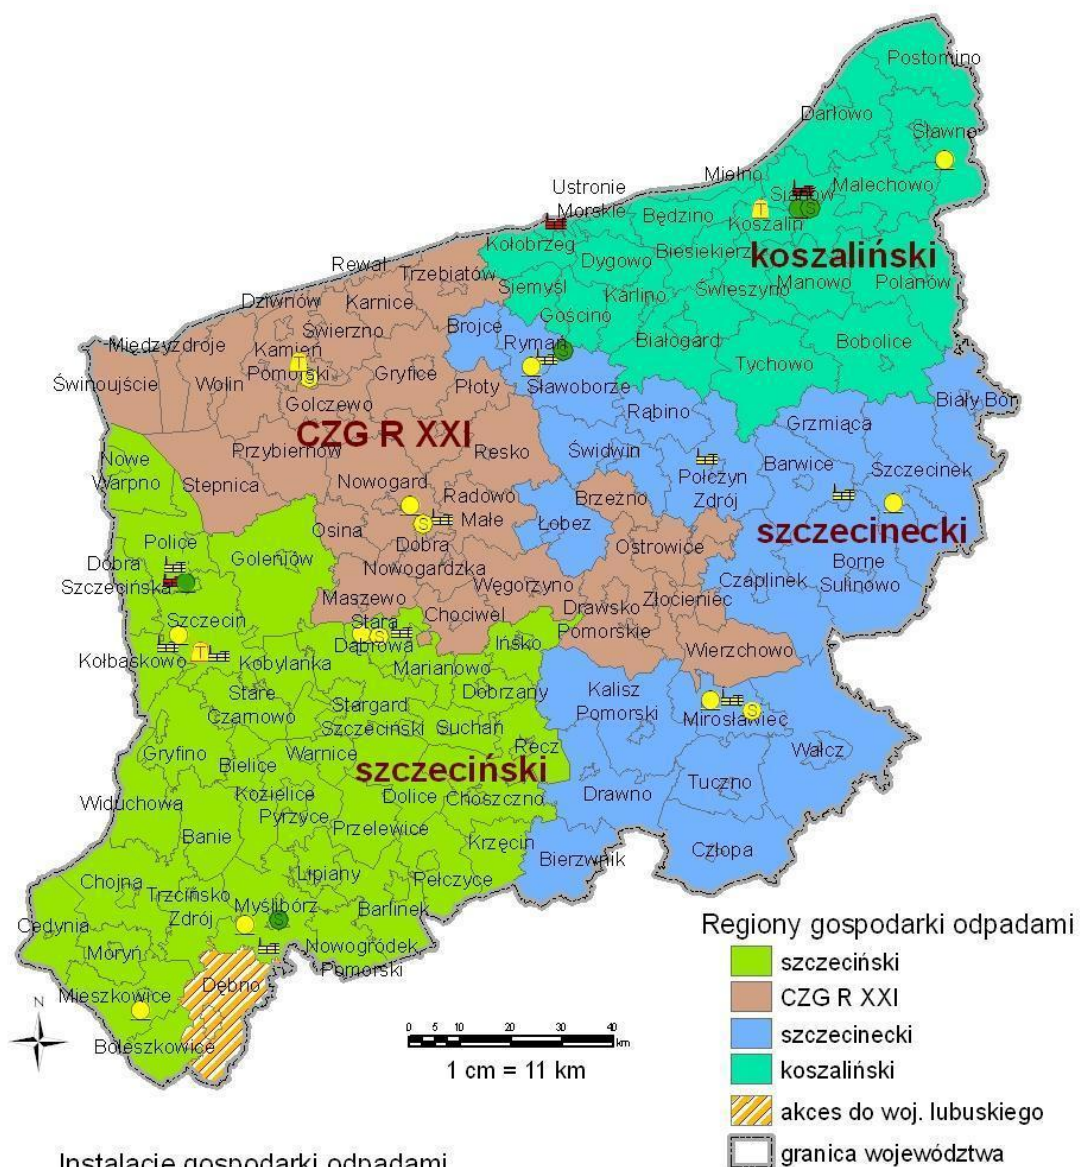 Postomino
Darłowo
Sławno
Mielno
Sianów
Malechowo
Ustronie
Morskie
Będzino
Koszalin
Kołobrzeg
Dygowo
Biesiekierz
koszaliński
Rewal
Trzebiatów
Siemyśl
Karlino
Świeszyno
Manowo
Polanów
Dziwnów
Karnice
Gościno
Świerzno
Brojce
Rymań
Białogard
Bobolice
Międzyzdroje
Kamień
Pomorski
Tychowo
Świnoujście
Wolin
Gryfice
Płoty
Sławoborze
Biały Bór
Golczewo
Rąbino
Grzmiąca
CZG R XXI
Przybiernów
Resko
Świdwin
Nowe
Warpno
Stepnica
Nowogard
Radowo
Małe
Brzeżno
Połczyn
Zdrój
Barwice
Szczecinek
Osina
Dobra
Łobez
szczecinecki
Police
Goleniów
Nowogardzka
Ostrowice
Dobra
Szczecińska
Węgorzyno
Czaplinek
Borne
Sulinowo
Maszewo
Chociwel
Drawsko
Pomorskie
Złocieniec
Szczecin
Stara
Dąbrowa
Ińsko
Wierzchowo
Kołbaskowo
Kobylanka
Marianowo
Stare
Czarnowo
Dobrzany
Kalisz
Pomorski
Mirosławiec
Stargard
Szczeciński
Suchań
Gryfino
Bielice
Warnice
Recz
Wałcz
szczeciński
Tuczno
Widuchowa
Kozielice
Pyrzyce
Dolice
Choszczno
Drawno
Banie
Przelewice
Krzęcin
Bierzwnik
Człopa
Chojna
Trzcińsko
Zdrój
Lipiany
Pełczyce
Cedynia
Myślibórz
Barlinek
Moryń
Nowogródek
Pomorski
Mieszkowice
Dębno
Boleszkowice
T
S
S
T
S
S
T
S
S
N
0 5 10 20 30 40
km
1 cm = 11 km
Regiony gospodarki odpadami
szczeciński
CZG R XXI
szczecinecki
koszaliński
akces do woj. lubuskiego
granica województwa
Instalacje gospodarki odpadami